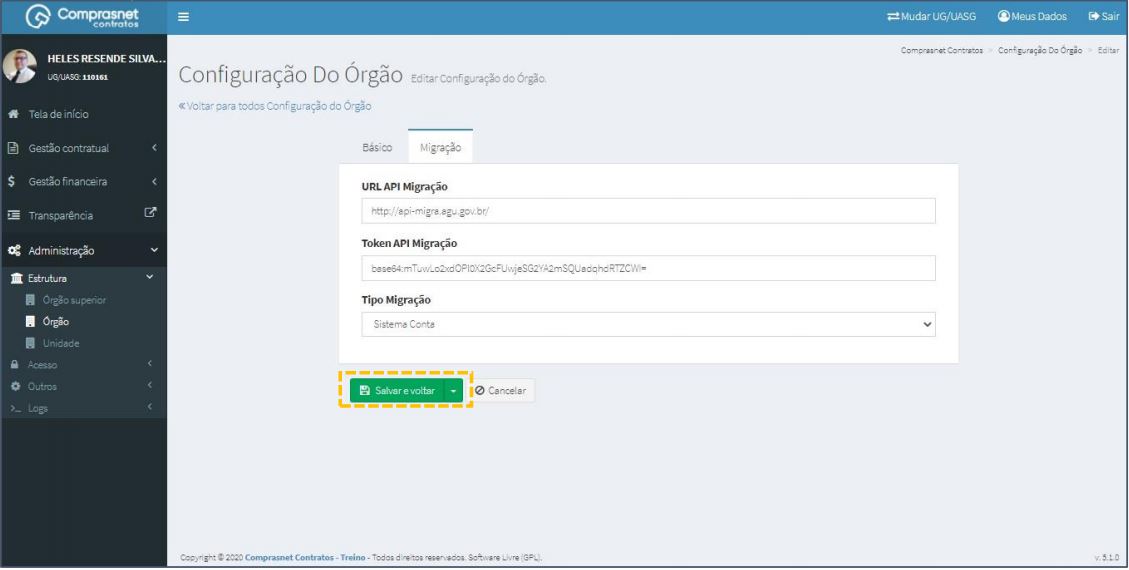 Comprasnet
contratos
Mudar UG/UASG
Meus Dados
Sair
HELES RESENDE SILVA...
UG/UASG: 110161
Comprasnet Contratos > Configuração Do Órgão > Editar
Configuração Do Órgão Editar Configuração do Órgão.
«Voltar para todos Configuração do Órgão
Tela de início
Gestão contratual
Gestão financeira
Transparência
Administração
Estrutura
Órgão superior
Órgão
Unidade
Acesso
Outros
Logs
Básico
Migração
URL API Migração
http://api-migra.agu.gov.br/
Token API Migração
Tipo Migração
Sistema Conta
Salvar e voltar
Cancelar
Copyright © 2020 Comprasnet Contratos - Treino - Todos direitos reservados. Software Livre (GPL).
v. 5.1.0